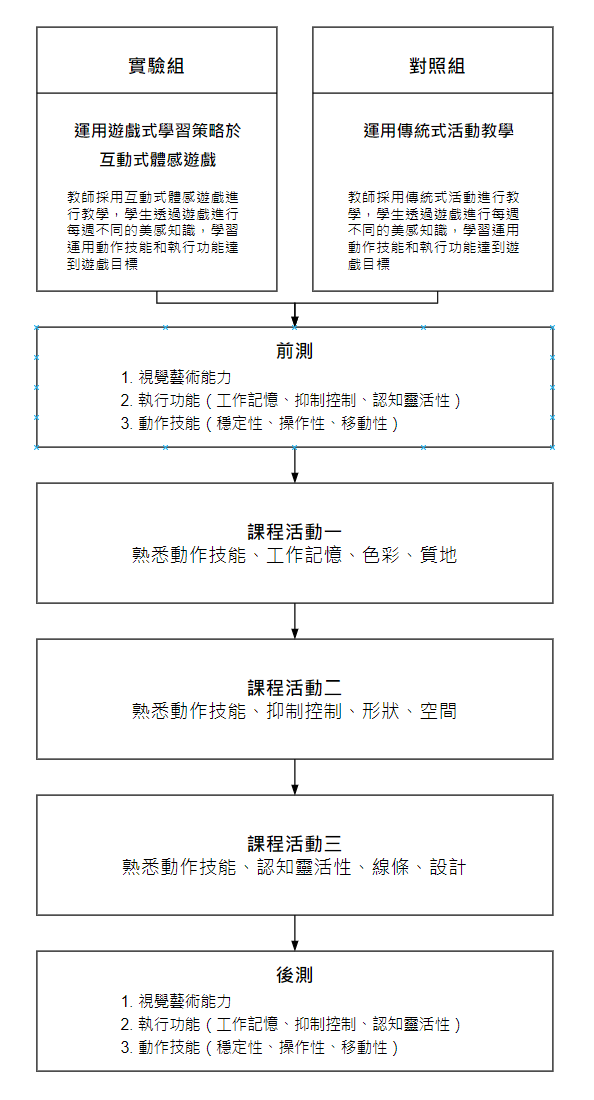 實驗組
運用遊戲式學習策略於
互動式體感遊戲
教師採用互動式體感遊戲進
行教學，學生透過遊戲進行
每週不同的美感知識，學習
運用動作技能和執行功能達
到遊戲目標
對照組
運用傳統式活動教學
教師採用傳統式活動進行教
學，學生透過遊戲進行每週
不同的美感知識，學習運用
動作技能和執行功能達到遊
戲目標
前測
1. 視覺藝術能力
2. 執行功能（工作記憶、抑制控制、認知靈活性）
3. 動作技能（穩定性、操作性、移動性）
課程活動一
熟悉動作技能、工作記憶、色彩、質地
課程活動二
熟悉動作技能、抑制控制、形狀、空間
課程活動三
熟悉動作技能、認知靈活性、線條、設計
後測
1. 視覺藝術能力
2. 執行功能（工作記憶、抑制控制、認知靈活性）
3. 動作技能（穩定性、操作性、移動性）